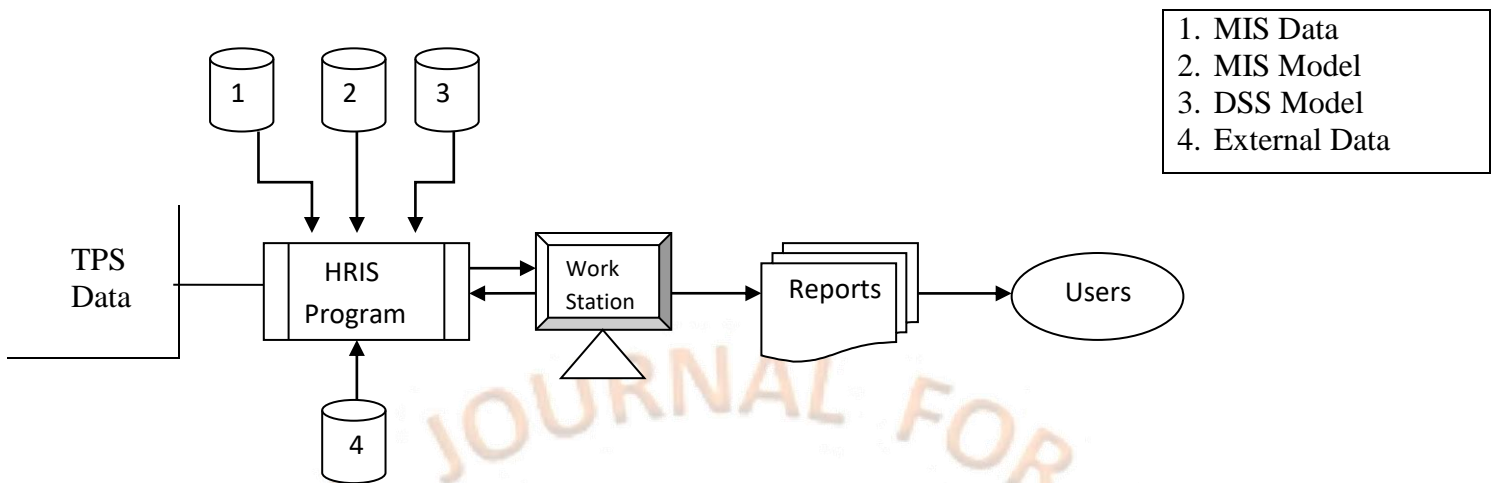 1. MIS Data
2. MIS Model
3. DSS Model
4. External Data
1
2
3
TPS
Data
HRIS
Program
Work
Station
Reports
Users
4
JOURNAL FOR